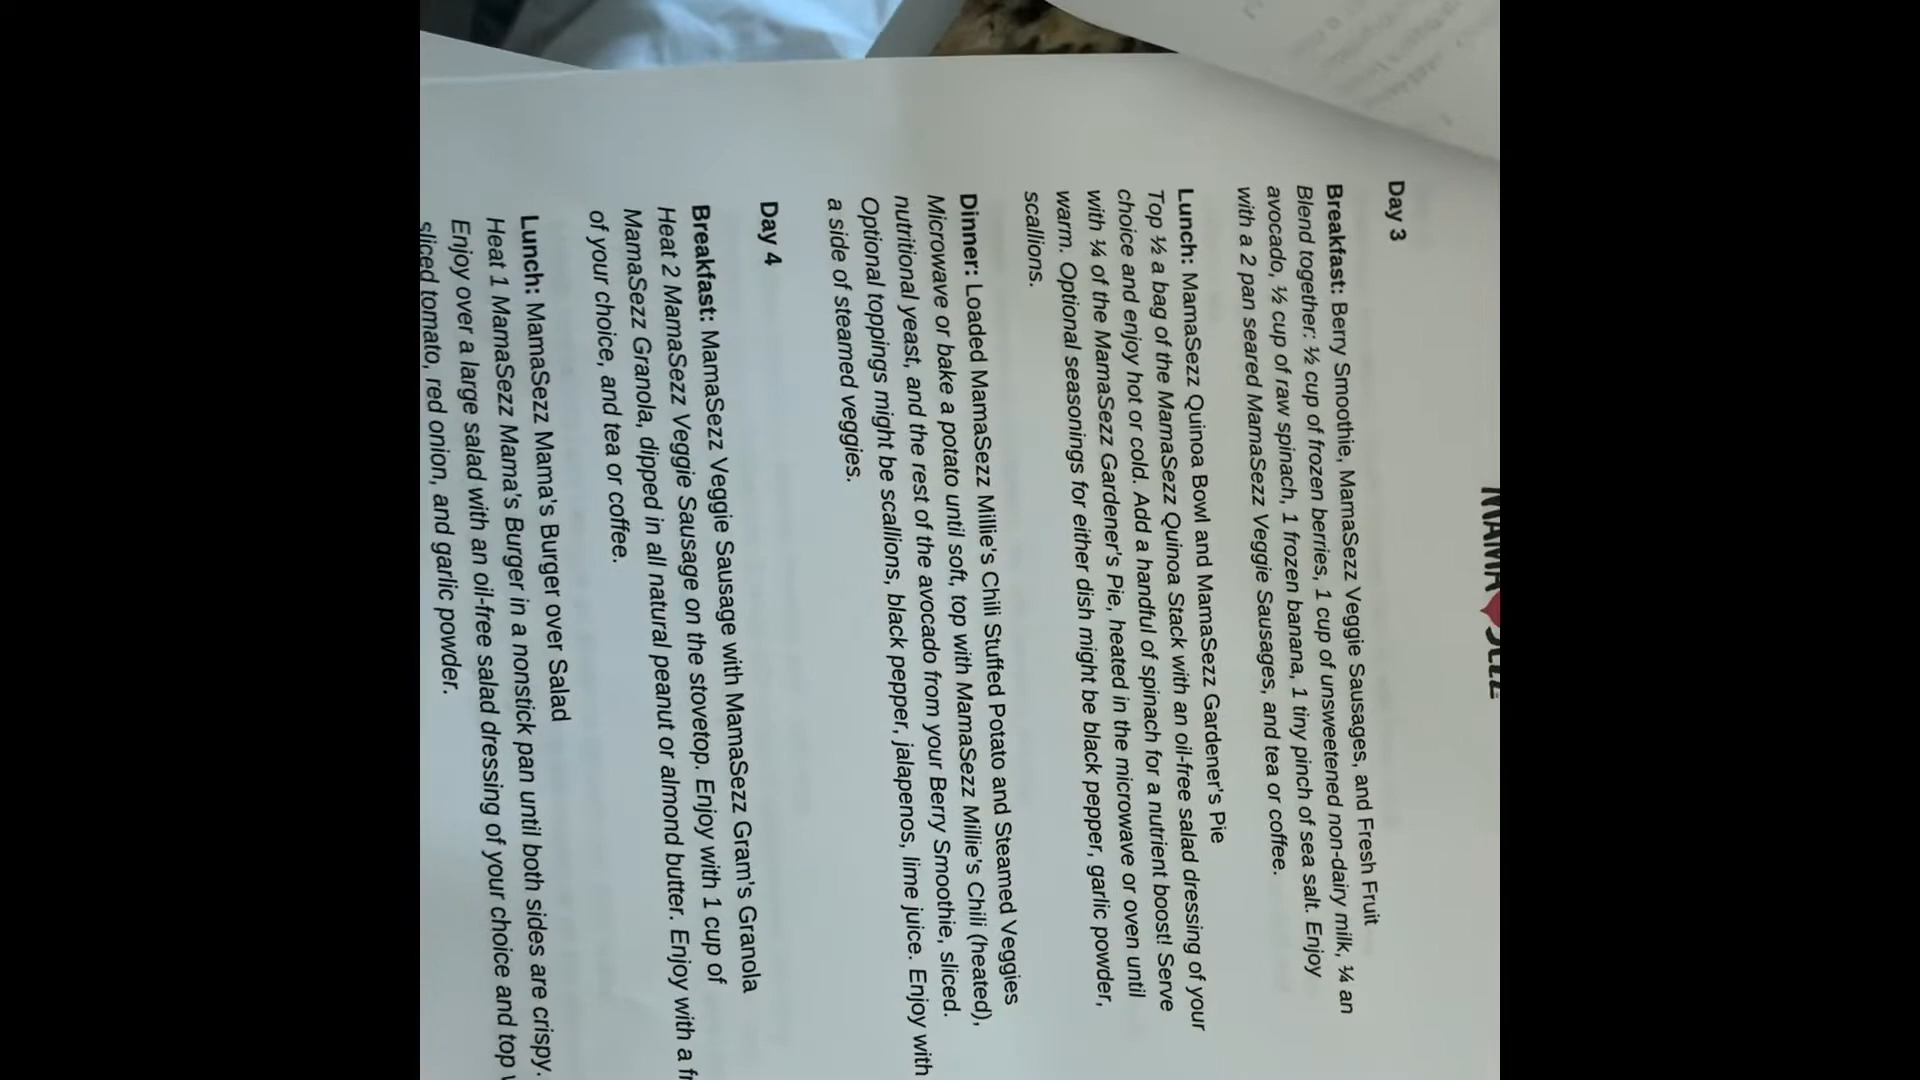 MAMA SEZZ
Day 3
Breakfast: Berry Smoothie, MamaSezz Veggie Sausages, and Fresh Fruit
Blend together: ½ cup of frozen berries, 1 cup of unsweetened non-dairy milk, ¼ an
avocado, ½ cup of raw spinach, 1 frozen banana, 1 tiny pinch of sea salt. Enjoy
with a 2 pan seared MamaSezz Veggie Sausages, and tea or coffee.
Lunch: MamaSezz Quinoa Bowl and MamaSezz Gardener's Pie
Top ½ a bag of the MamaSezz Quinoa Stack with an oil-free salad dressing of your
choice and enjoy hot or cold. Add a handful of spinach for a nutrient boost! Serve
with ¼ of the MamaSezz Gardener's Pie, heated in the microwave or oven until
warm. Optional seasonings for either dish might be black pepper, garlic powder,
scallions.
Dinner: Loaded MamaSezz Millie's Chili Stuffed Potato and Steamed Veggies
Microwave or bake a potato until soft, top with MamaSezz Millie's Chili (heated),
nutritional yeast, and the rest of the avocado from your Berry Smoothie, sliced.
Optional toppings might be scallions, black pepper, jalapenos, lime juice. Enjoy with
a side of steamed veggies.
Day 4
Breakfast: MamaSezz Veggie Sausage with MamaSezz Gram's Granola
Heat 2 MamaSezz Veggie Sausage on the stovetop. Enjoy with 1 cup of
MamaSezz Granola, dipped in all natural peanut or almond butter. Enjoy with a
of your choice, and tea or coffee.
Lunch: MamaSezz Mama's Burger over Salad
Heat 1 MamaSezz Mama's Burger in a nonstick pan until both sides are crispy.
Enjoy over a large salad with an oil-free salad dressing of your choice and top
sliced tomato, red onion, and garlic powder.